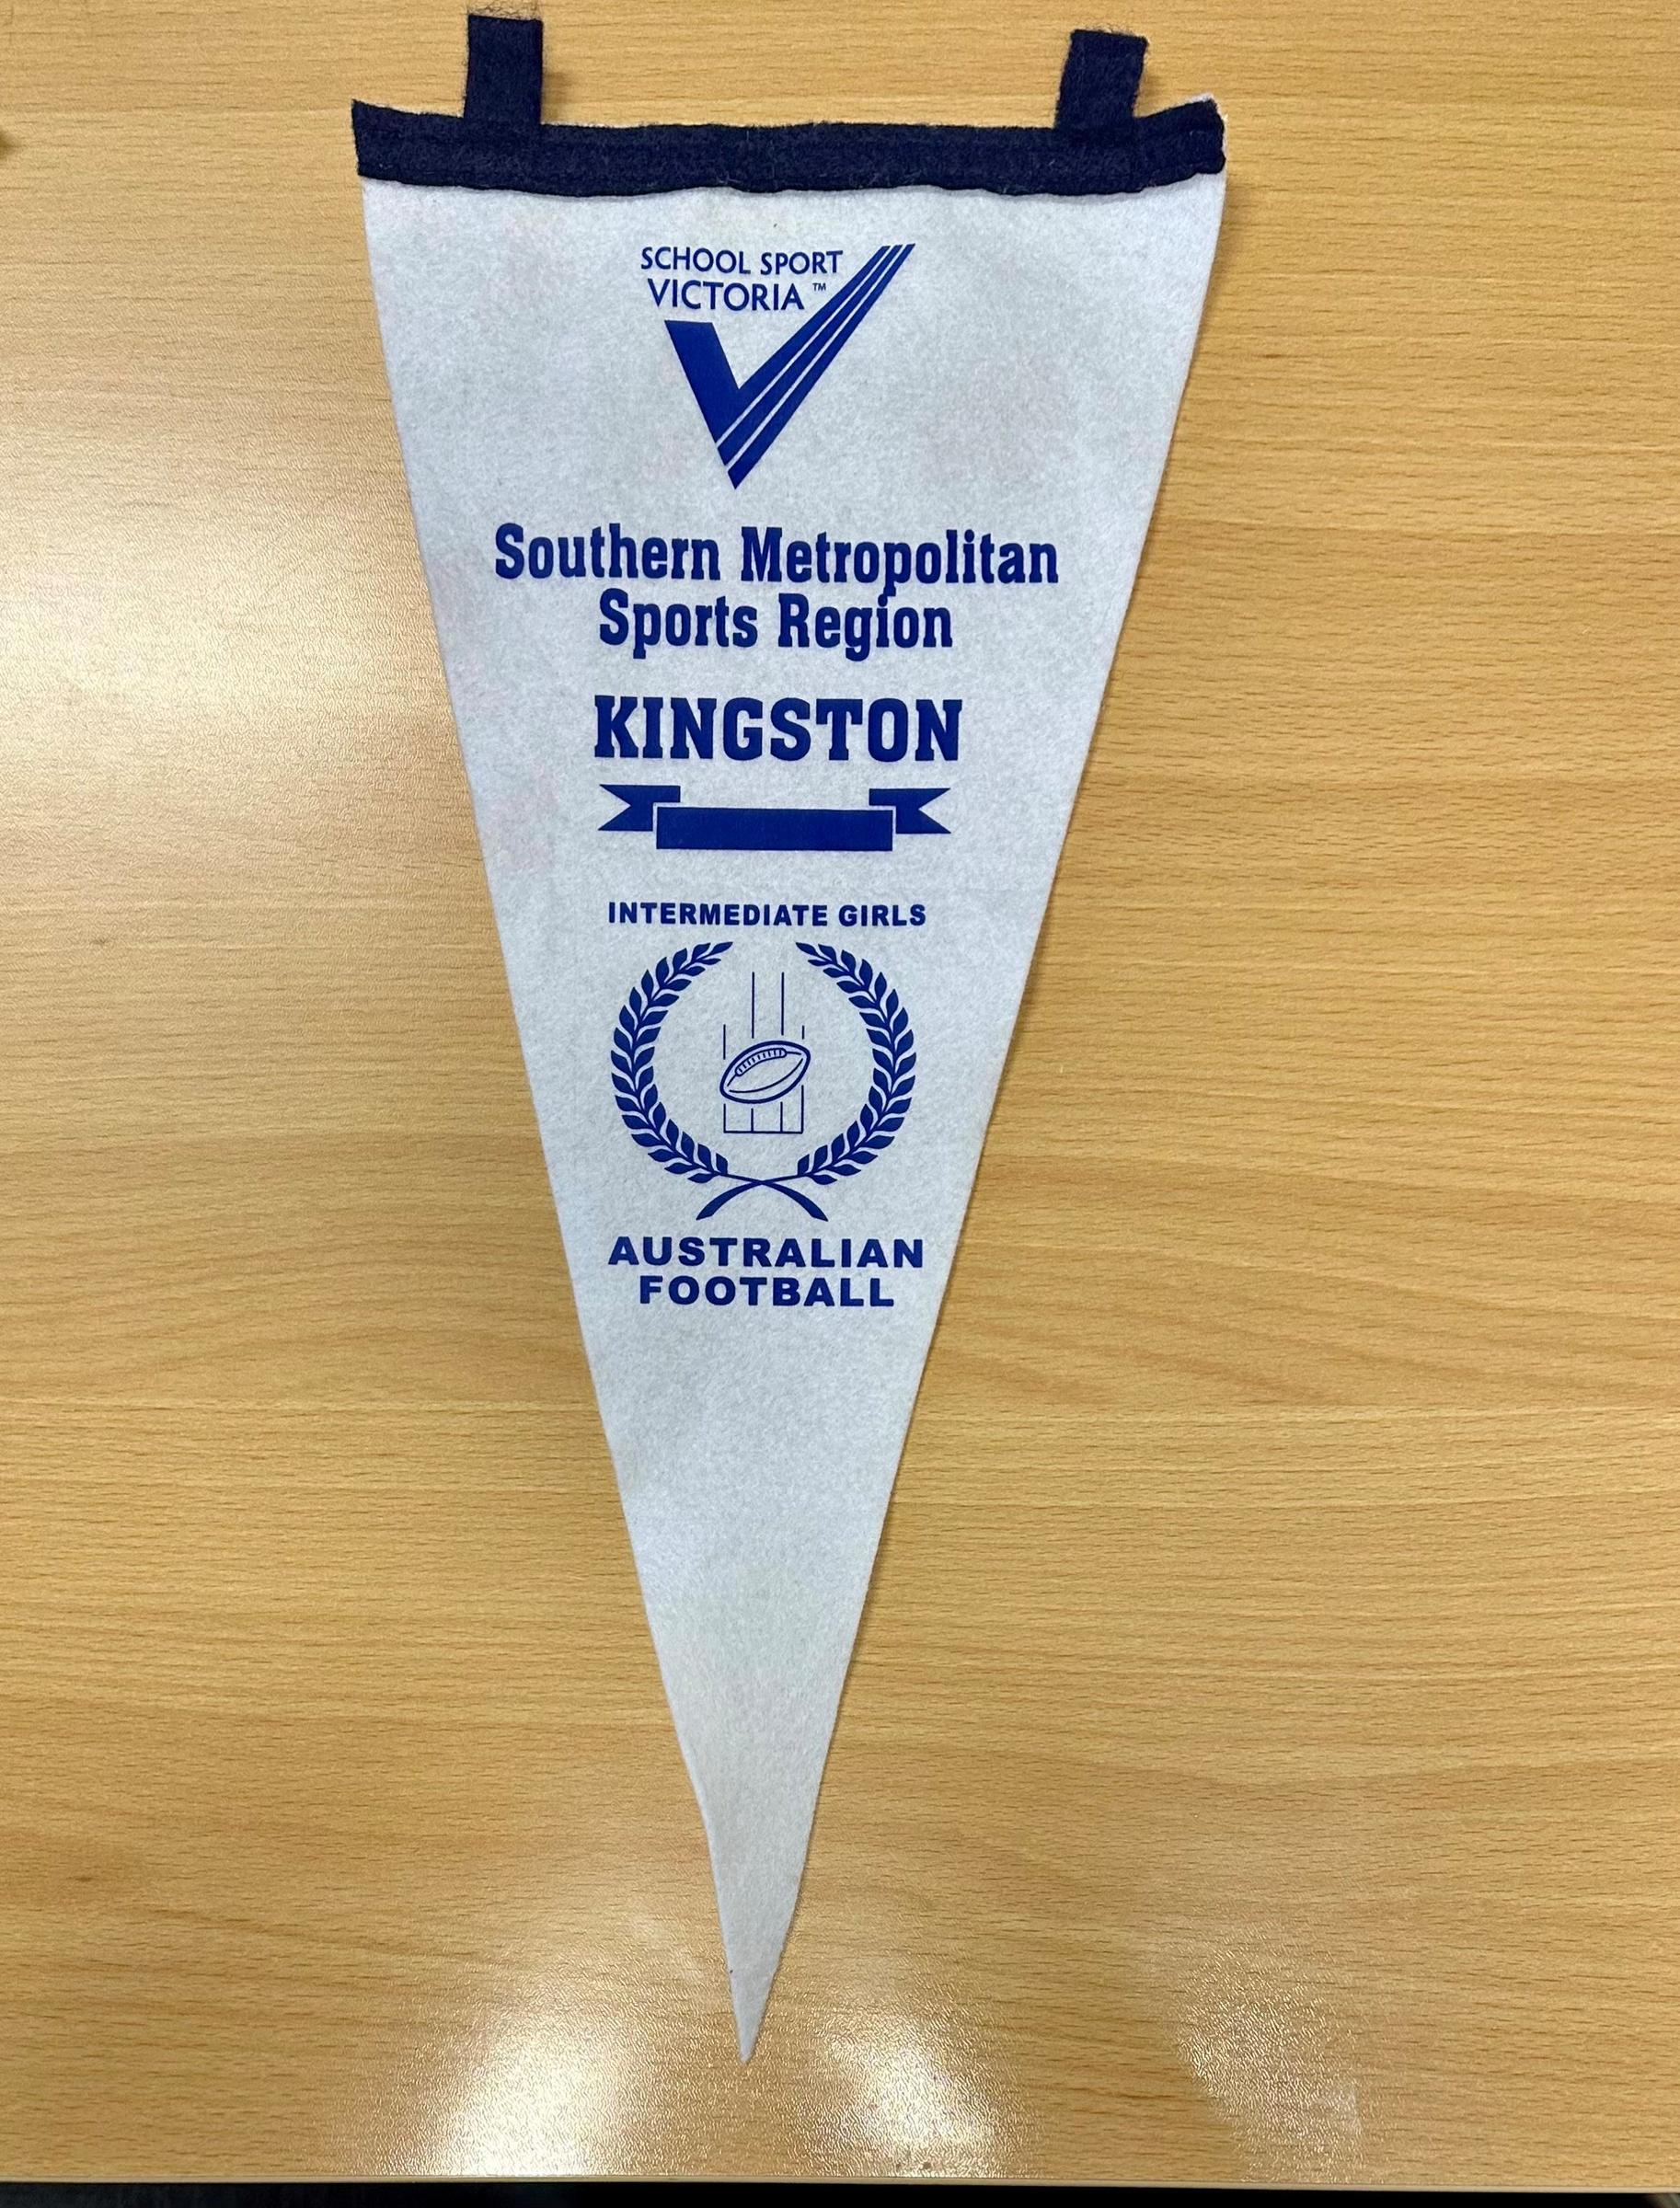 SCHOOL SPORT
VICTORIA™
Southern Metropolitan
Sports Region
KINGSTON
INTERMEDIATE GIRLS
AUSTRALIAN
FOOTBALL